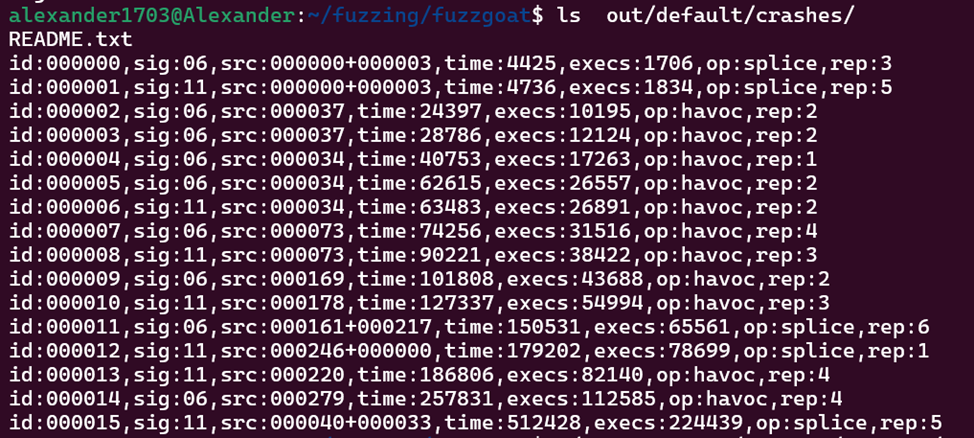 alexander1703@Alexander:~/fuzzing/fuzzgoat$ ls  out/default/crashes/
README.txt
id:000000,sig:06,src:000000+000003,time:4425,execs:1706,op:splice,rep:3
id:000001,sig:11,src:000000+000003,time:4736,execs:1834,op:splice,rep:5
id:000002,sig:06,src:000037,time:24397,execs:10195,op:havoc,rep:2
id:000003,sig:06,src:000037,time:28786,execs:12124,op:havoc,rep:2
id:000004,sig:06,src:000034,time:40753,execs:17263,op:havoc,rep:1
id:000005,sig:06,src:000034,time:62615,execs:26557,op:havoc,rep:2
id:000006,sig:11,src:000034,time:63483,execs:26891,op:havoc,rep:2
id:000007,sig:06,src:000073,time:74256,execs:31516,op:havoc,rep:4
id:000008,sig:11,src:000073,time:90221,execs:38422,op:havoc,rep:3
id:000009,sig:06,src:000169,time:101808,execs:43688,op:havoc,rep:2
id:000010,sig:11,src:000178,time:127337,execs:54994,op:havoc,rep:3
id:000011,sig:06,src:000161+000217,time:150531,execs:65561,op:splice,rep:6
id:000012,sig:11,src:000246+000000,time:179202,execs:78699,op:splice,rep:1
id:000013,sig:11,src:000220,time:186806,execs:82140,op:havoc,rep:4
id:000014,sig:06,src:000279,time:257831,execs:112585,op:havoc,rep:4
id:000015,sig:11,src:000040+000033,time:512428,execs:224439,op:splice,rep:5